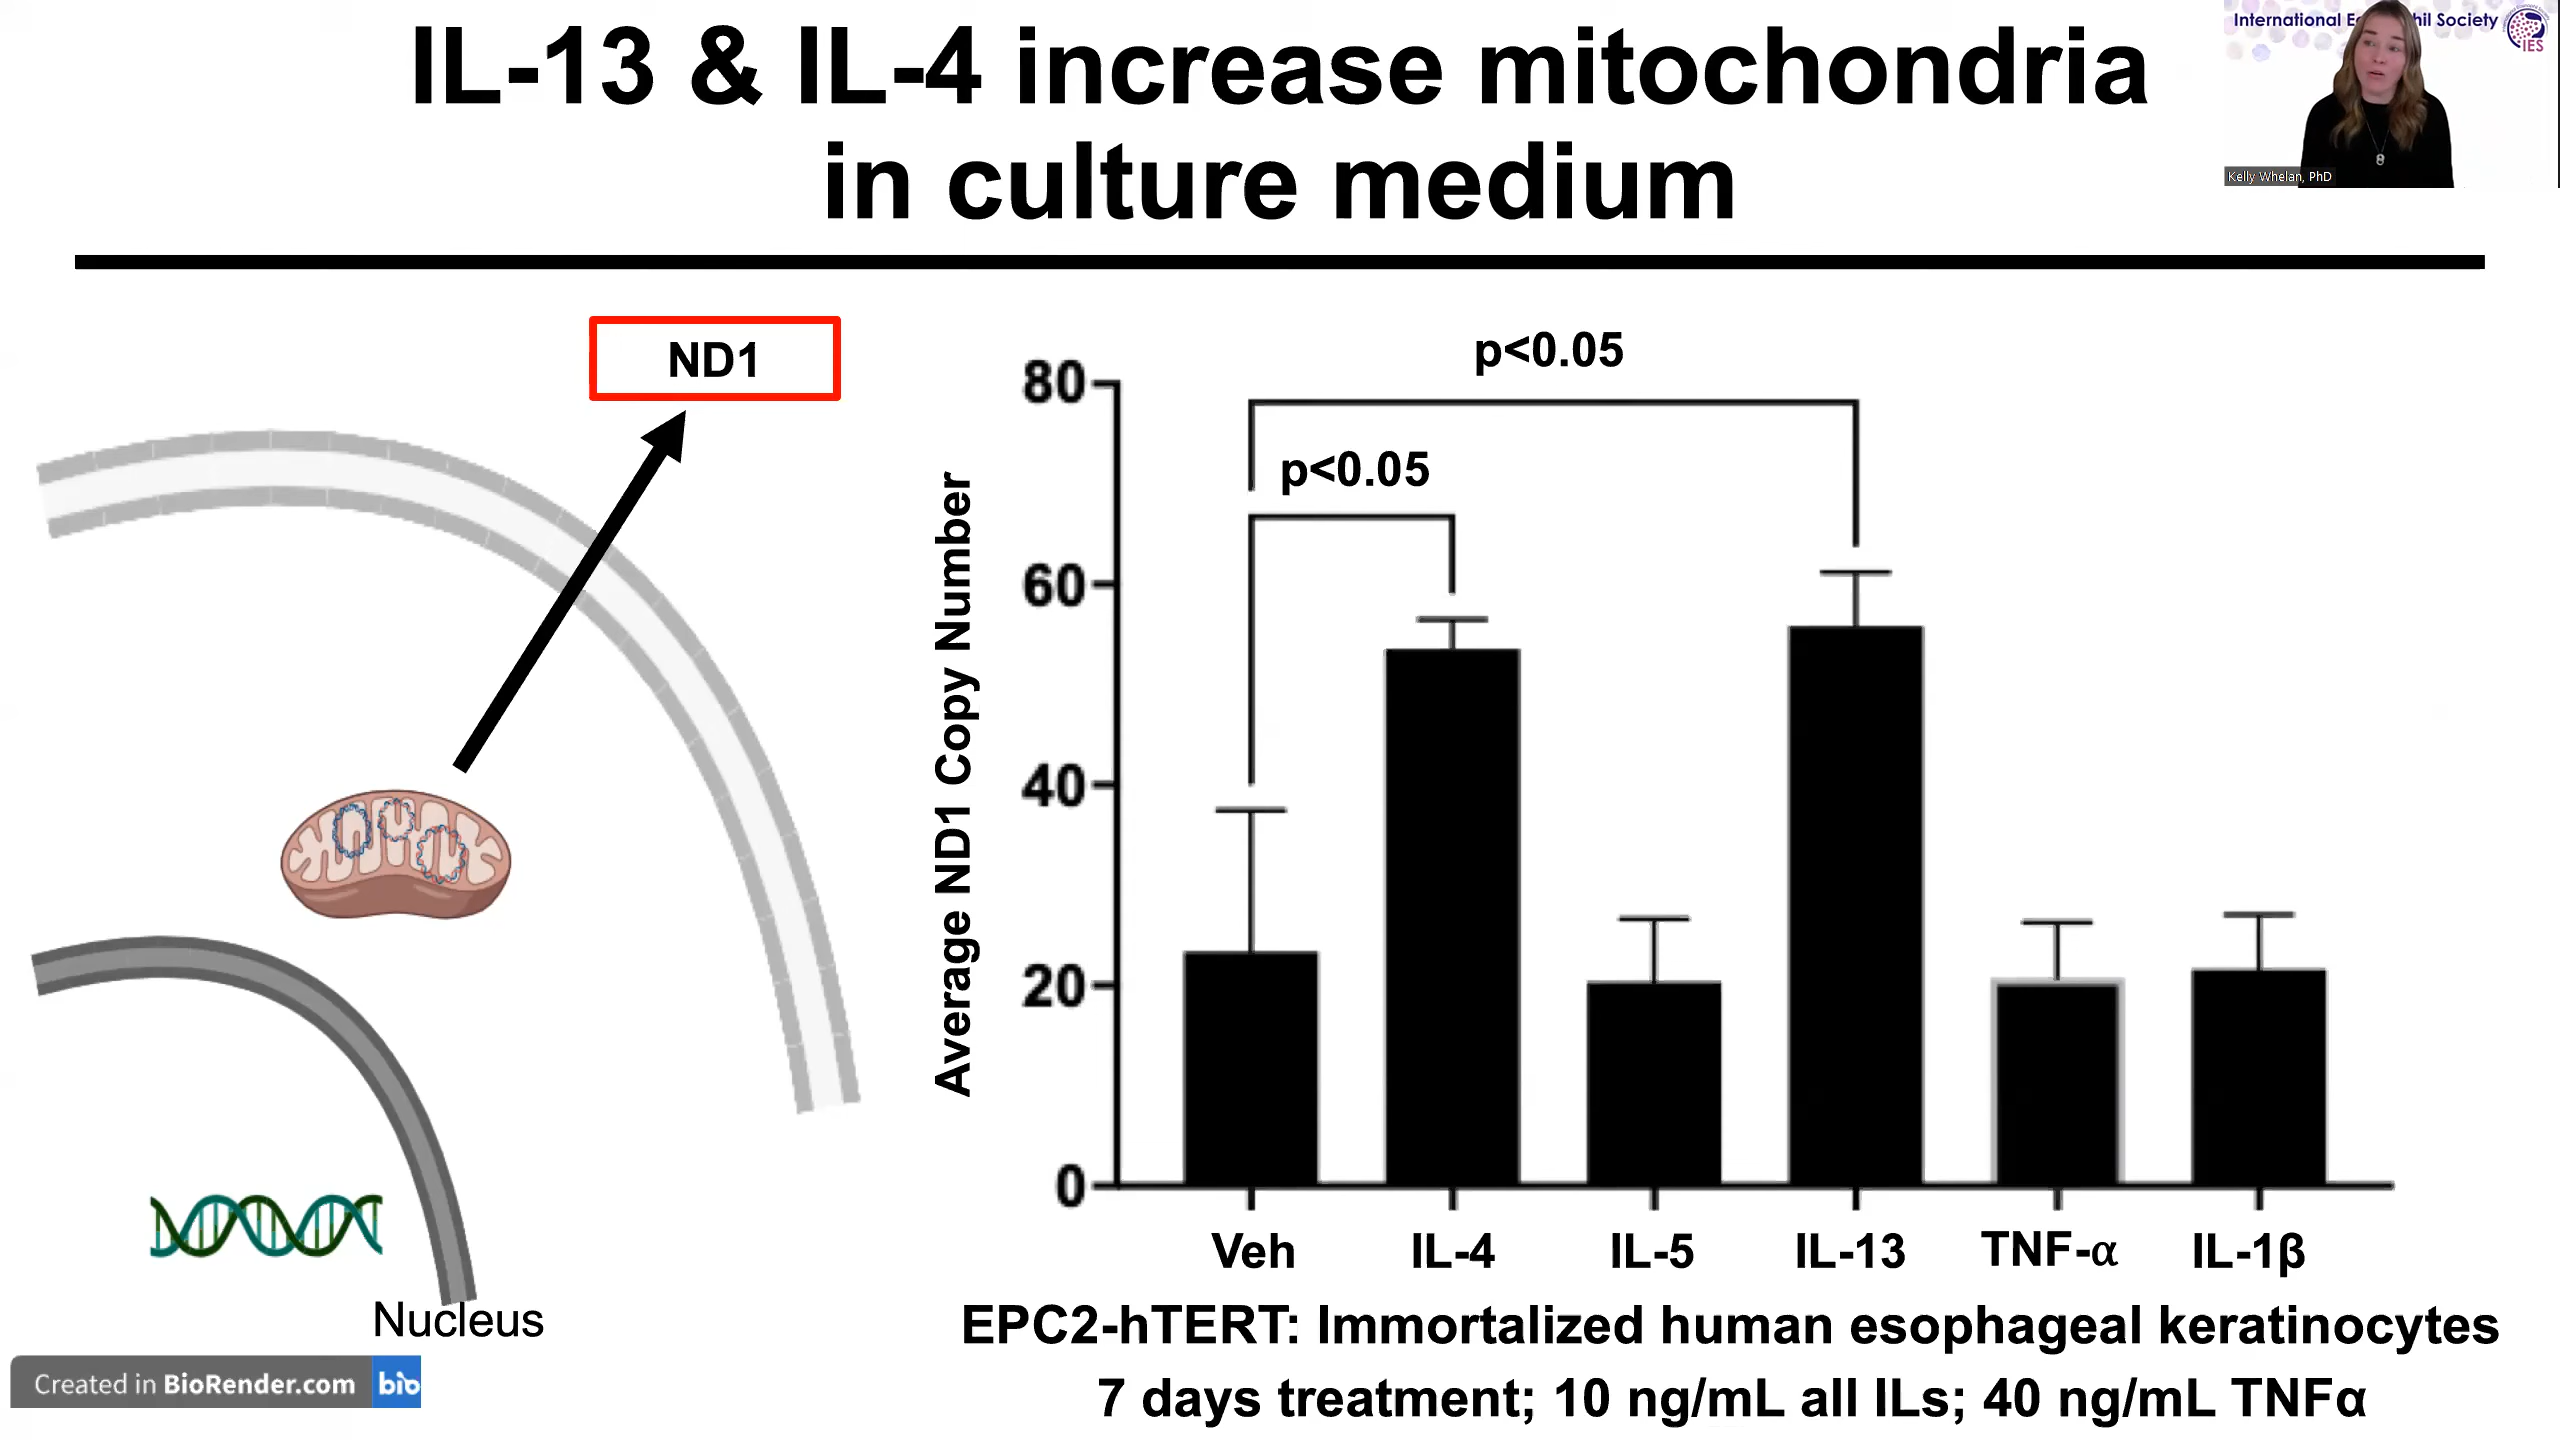 IL-13 & IL-4 increase mitochondria
in culture medium
International E hil Society
IES
Kelly Whelan, PhD
ND1
Nucleus
Created in BioRender.com bio
p<0.05
p<0.05
Average ND1 Copy Number
80
60
40
20
0
Veh IL-4 IL-5 IL-13 TNF-α IL-1β
EPC2-hTERT: Immortalized human esophageal keratinocytes
7 days treatment; 10 ng/mL all ILs; 40 ng/mL TNFα